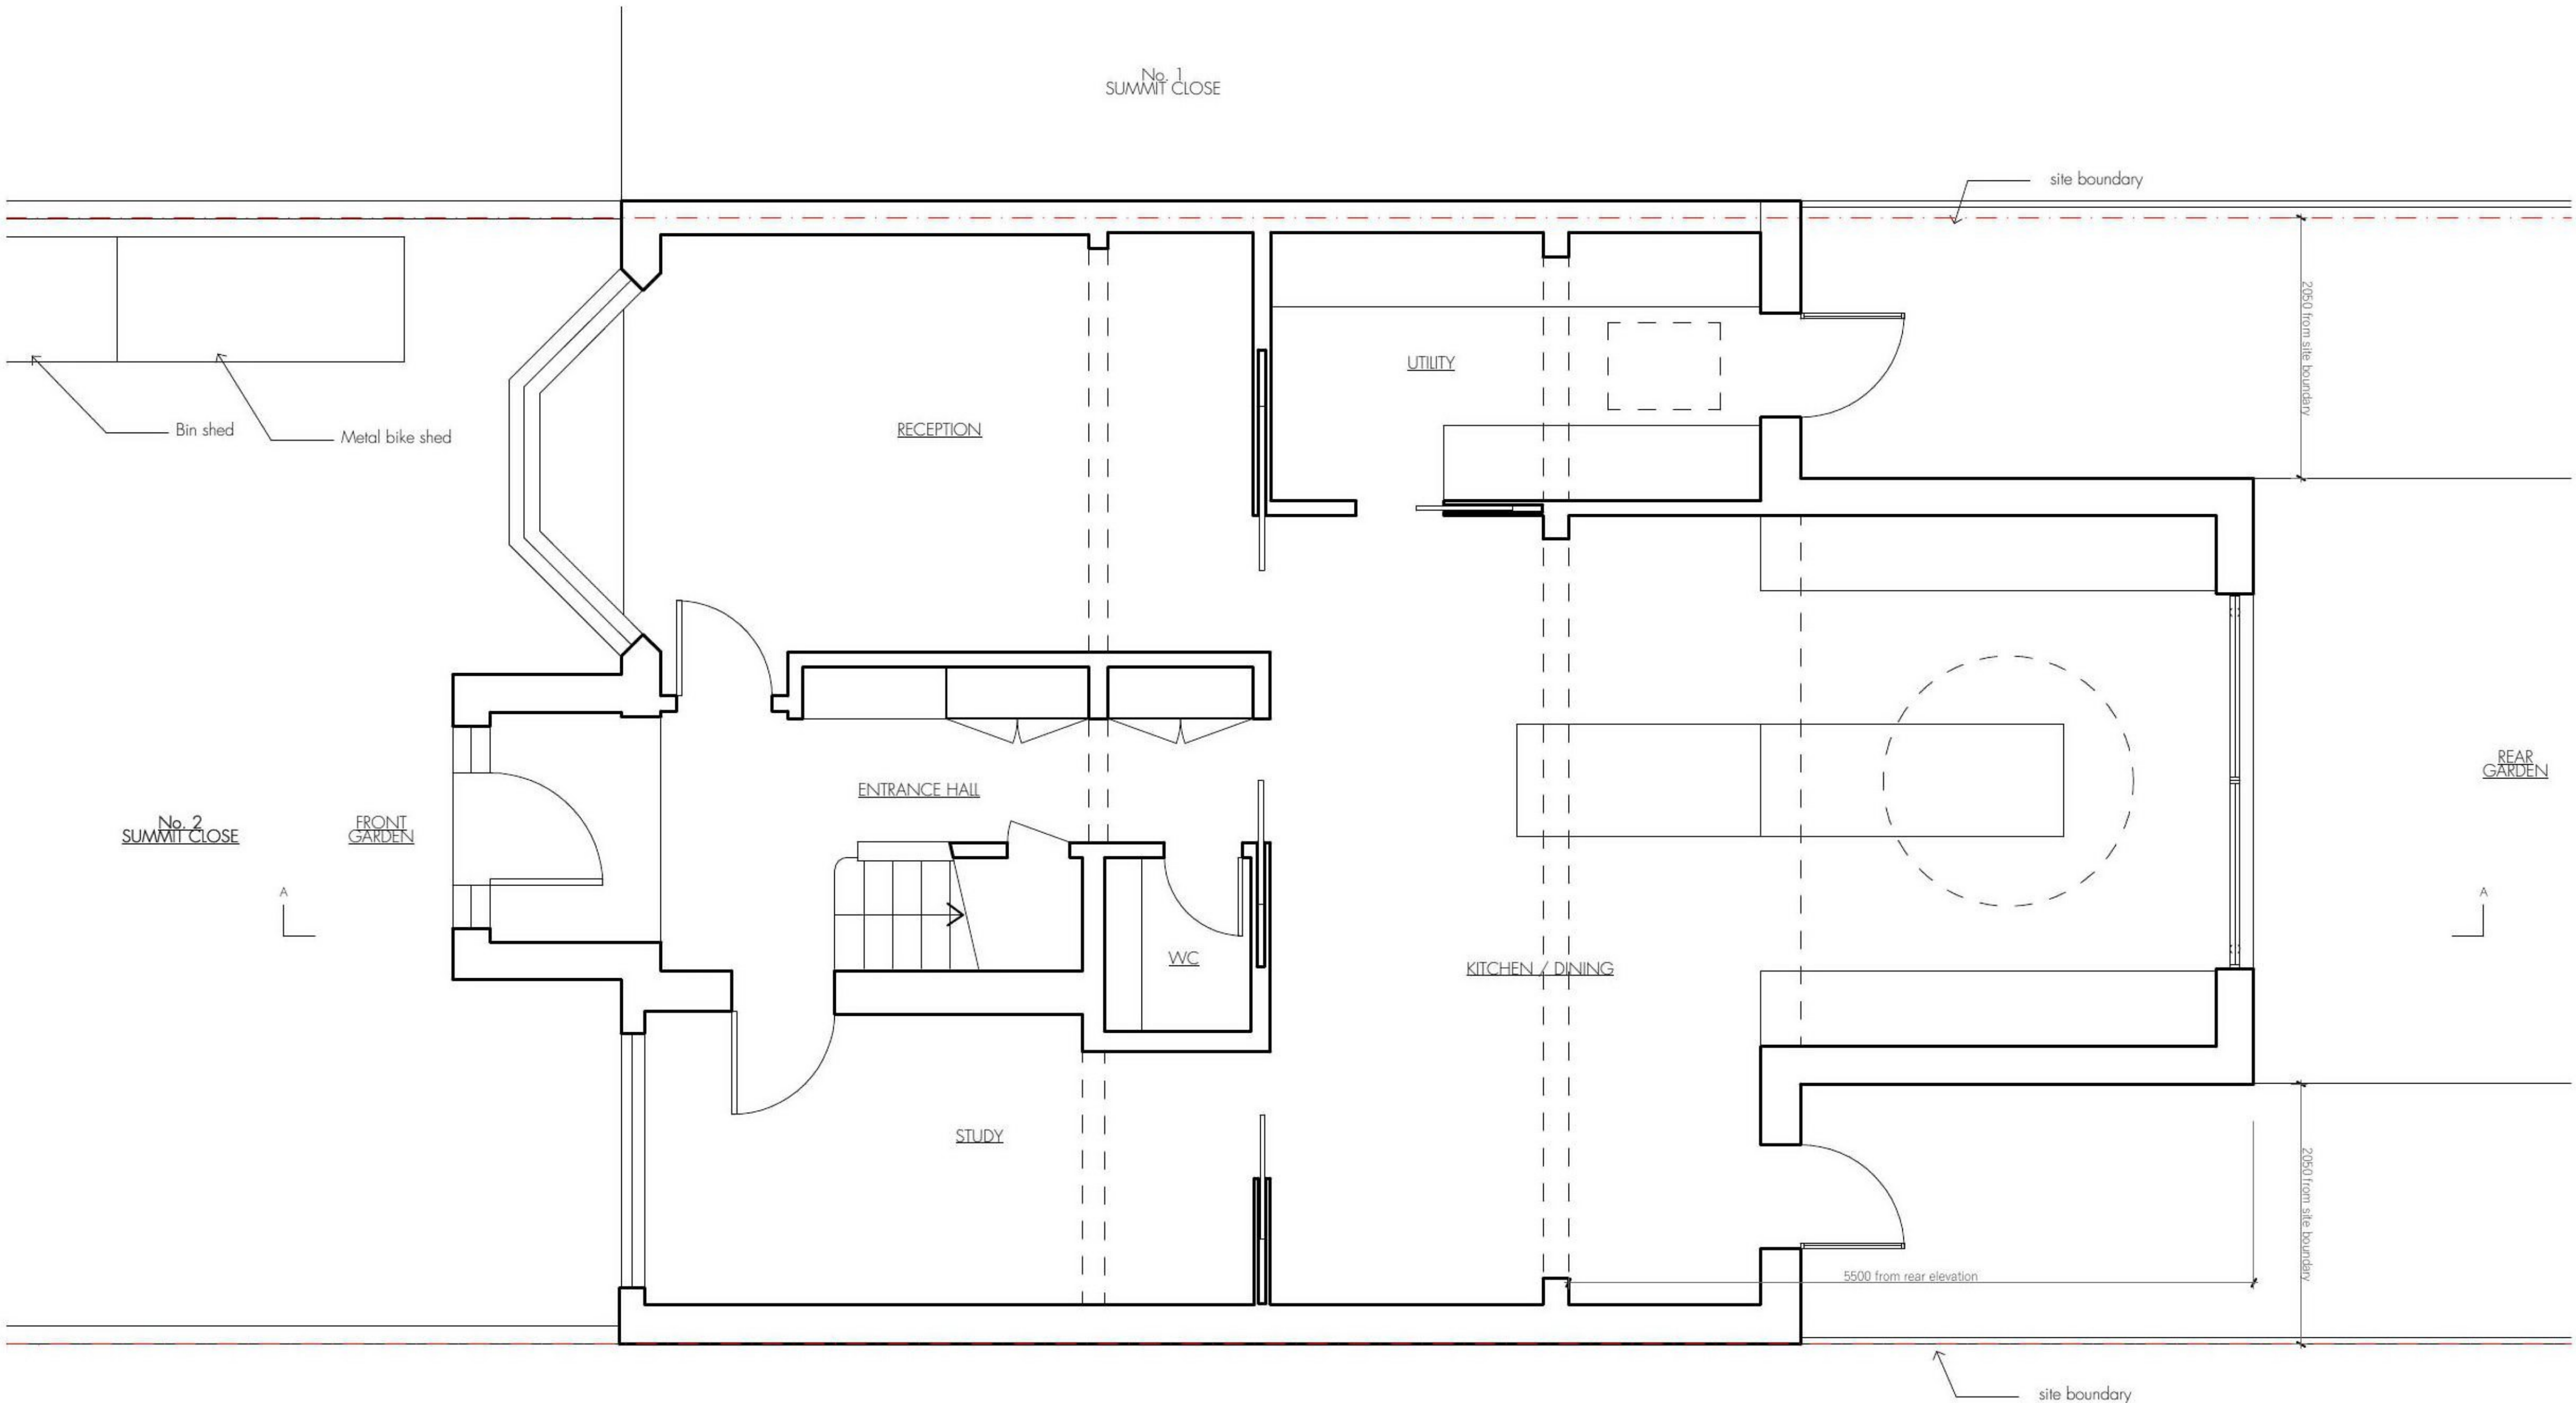 No. 1
SUMMIT CLOSE
site boundary
2050 from site boundary
UTILITY
RECEPTION
Bin shed
Metal bike shed
REAR
GARDEN
ENTRANCE HALL
No. 2
SUMMIT CLOSE
FRONT
GARDEN
A
A
WC
KITCHEN / DINING
STUDY
2050 from site boundary
5500 from rear elevation
site boundary